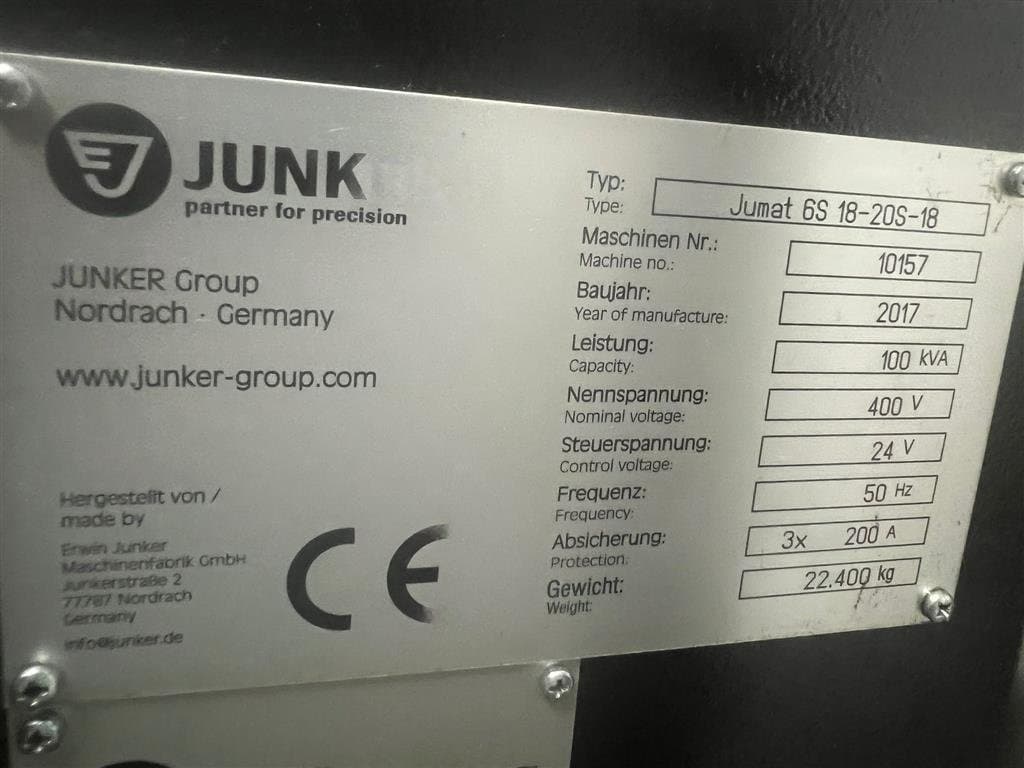 JUNK
partner for precision
JUNKER Group
Nordrach · Germany
www.junker-group.com
Hergestellt von /
made by
Erwin Junker
Maschinenfabrik GmbH
Junkerstraße 2
77787 Nordrach
Germany
info@junker.de
CE
Typ:
Type: Jumat 6S 18-20S-18
Maschinen Nr.:
Machine no.: 10157
Baujahr:
Year of manufacture: 2017
Leistung:
Capacity: 100 kVA
Nennspannung:
Nominal voltage: 400 V
Steuerspannung:
Control voltage: 24 V
Frequenz:
Frequency: 50 Hz
Absicherung:
Protection: 3x 200 A
Gewicht:
Weight: 22.400 kg